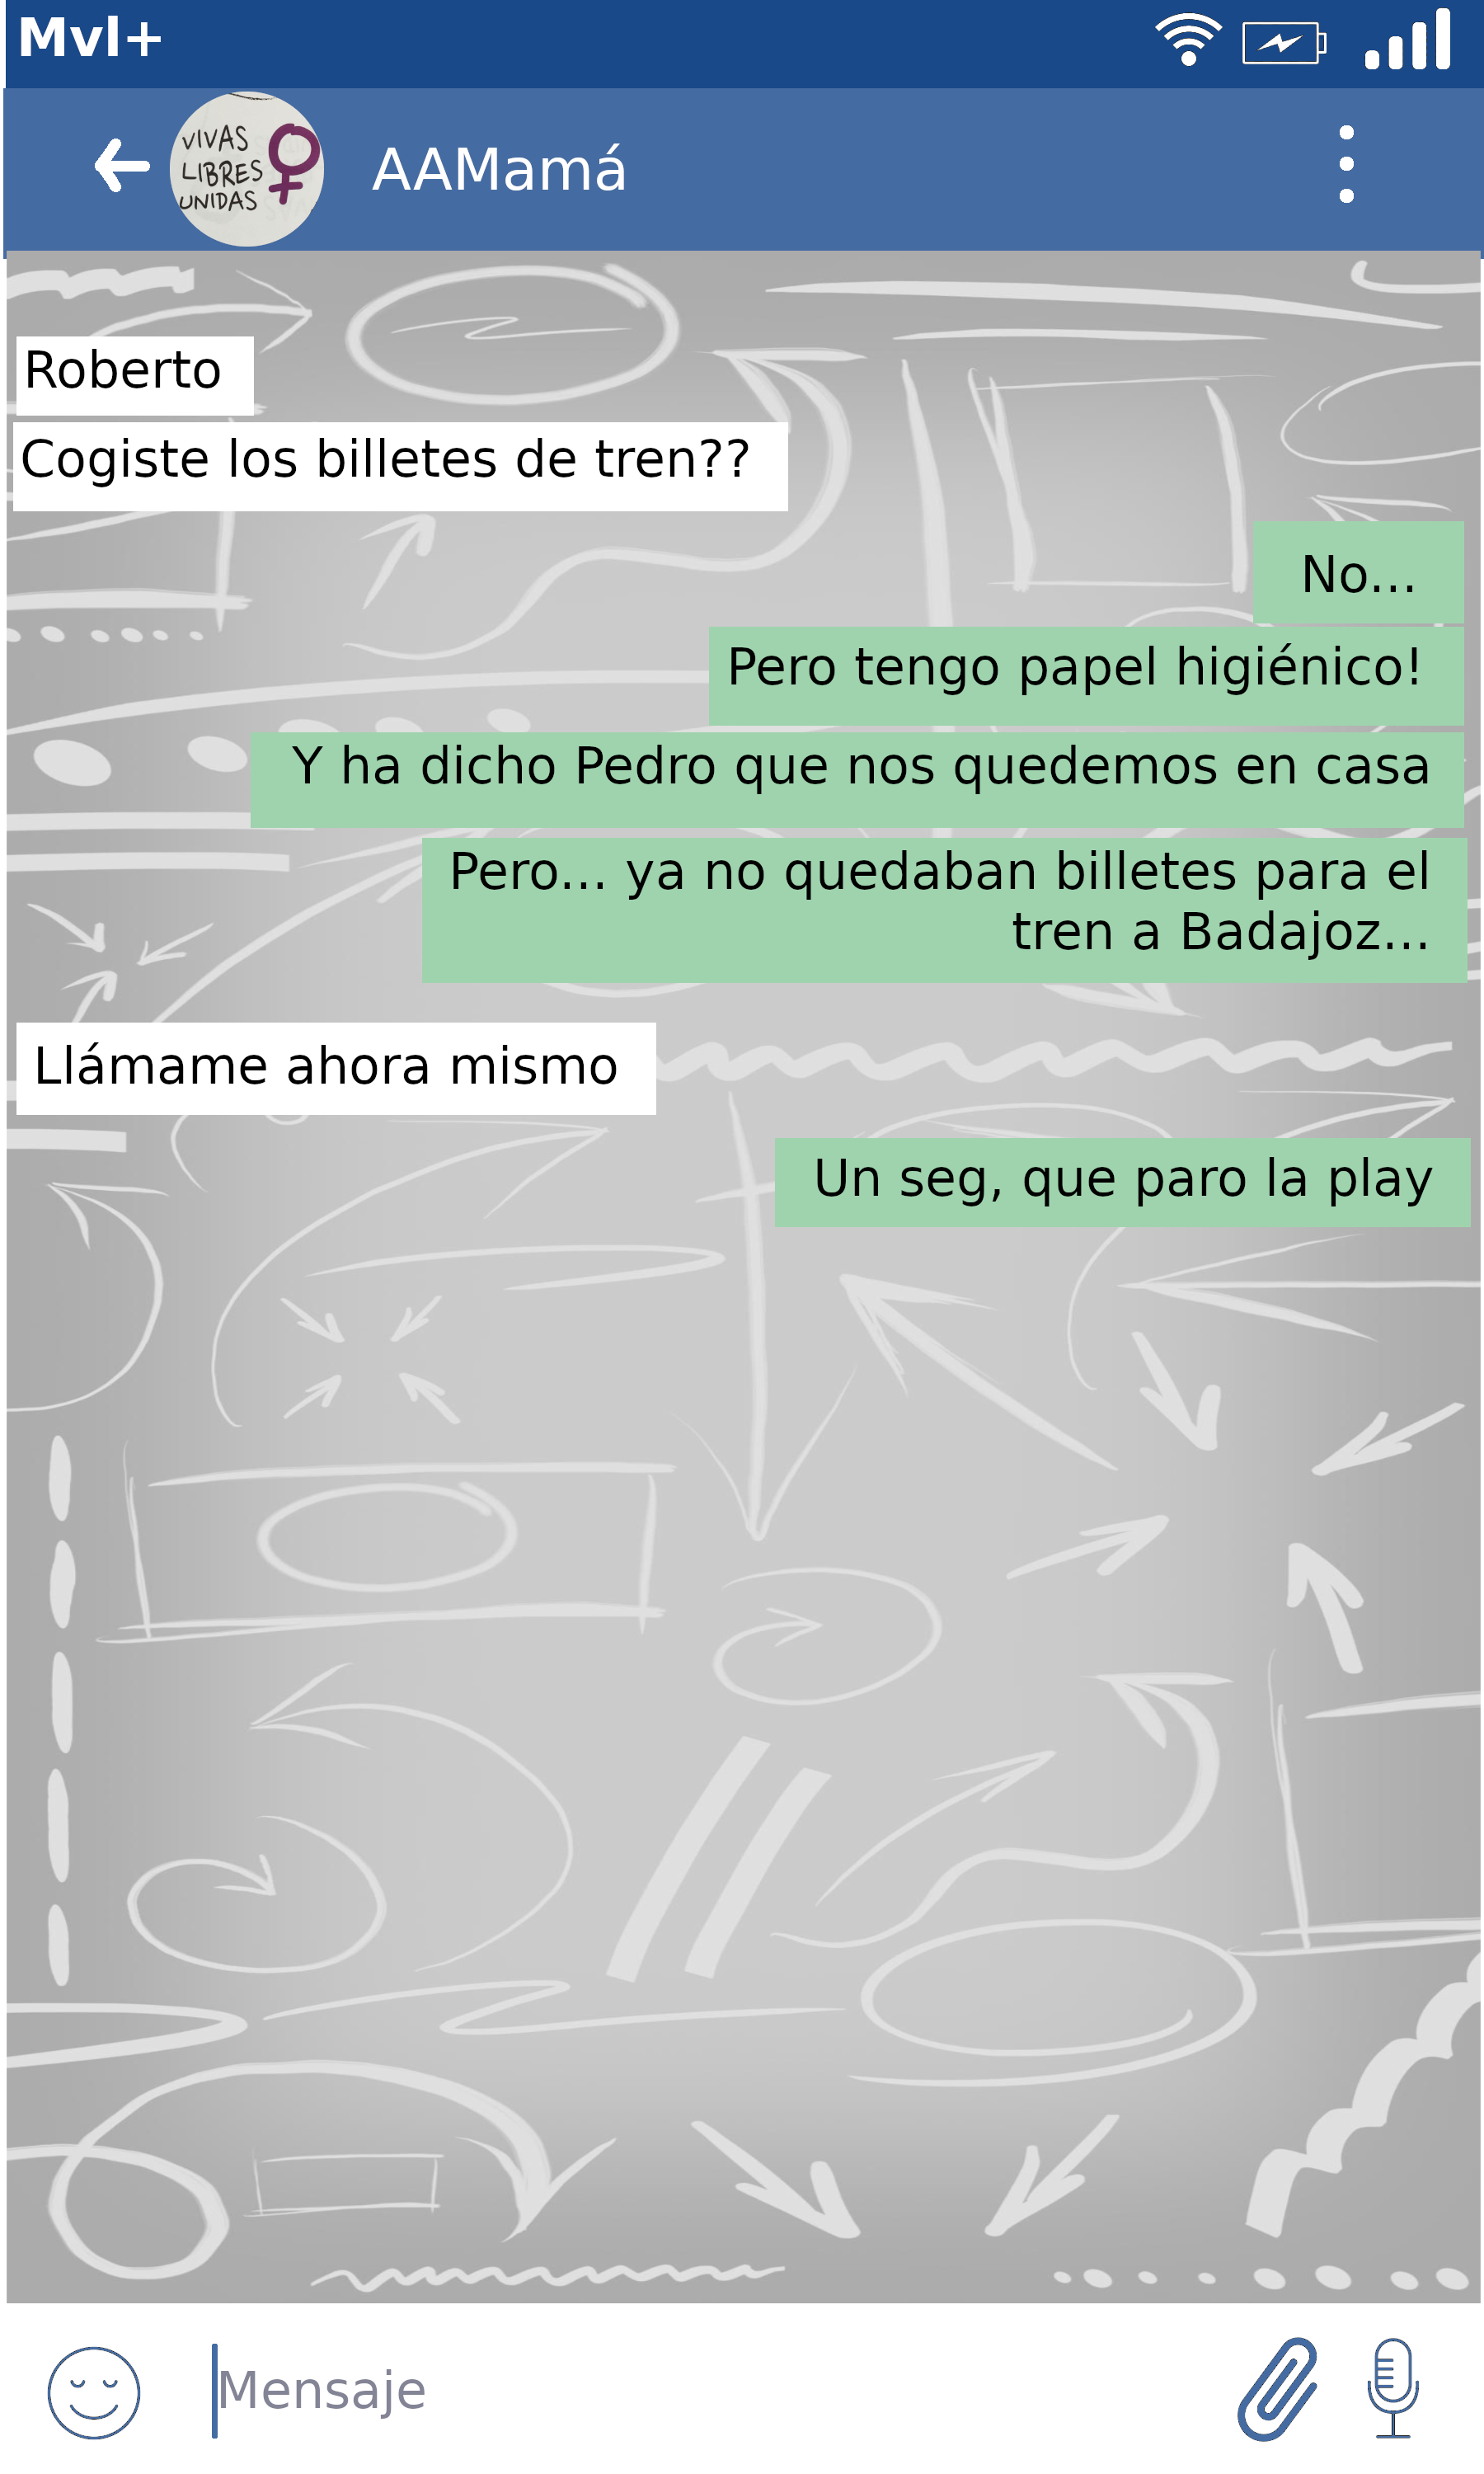 Mvl+
VIVAS
LIBRES
UNIDAS
AAMamá
Roberto
Cogiste los billetes de tren??
No...
Pero tengo papel higiénico!
Y ha dicho Pedro que nos quedemos en casa
Pero... ya no quedaban billetes para el
tren a Badajoz...
Llámame ahora mismo
Un seg, que paro la play
Mensaje